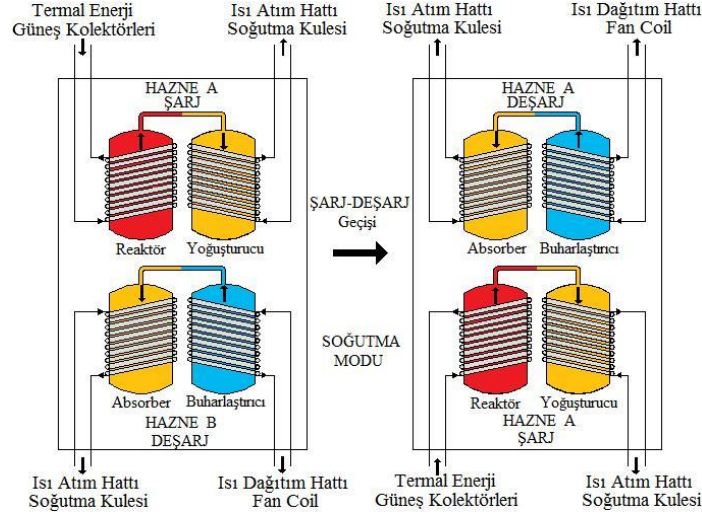 Termal Enerji
Güneş Kolektörleri
Isı Atım Hattı
Soğutma Kulesi
HAZNE A
ŞARJ
Reaktör
Yoğuşturucu
Absorber
Buharlaştırıcı
HAZNE B
DEŞARJ
Isı Atım Hattı
Soğutma Kulesi
Isı Dağıtım Hattı
Fan Coil
ŞARJ-DEŞARJ
Geçişi
SOĞUTMA
MODU
Isı Atım Hattı
Soğutma Kulesi
Isı Dağıtım Hattı
Fan Coil
HAZNE A
DEŞARJ
Absorber
Buharlaştırıcı
Reaktör
Yoğuşturucu
HAZNE A
ŞARJ
Termal Enerji
Güneş Kolektörleri
Isı Atım Hattı
Soğutma Kulesi